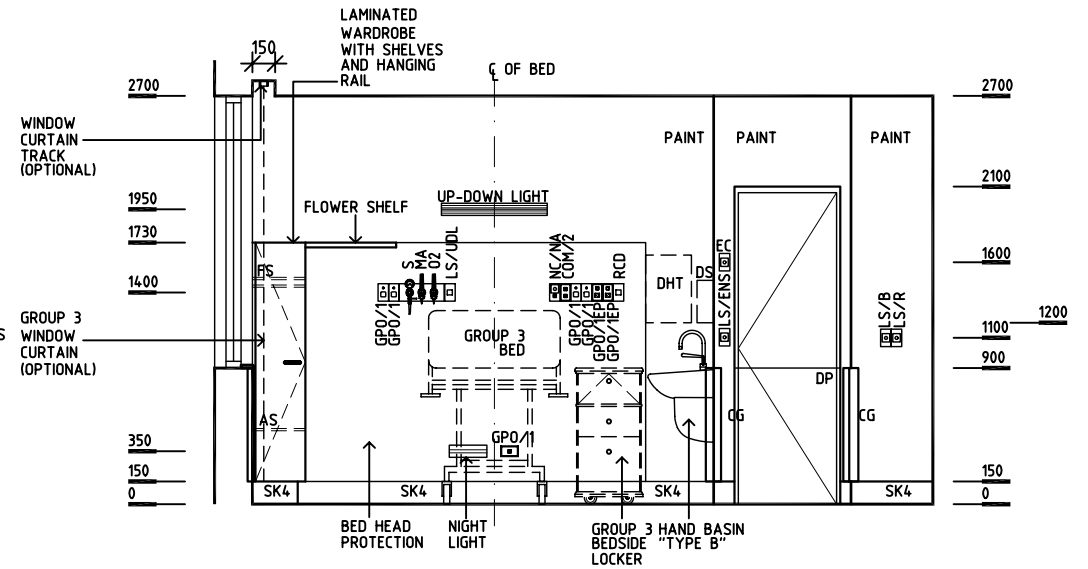 LAMINATED
WARDROBE
WITH SHELVES
AND HANGING
RAIL
150
℄ OF BED
2700
2700
WINDOW
CURTAIN
TRACK
(OPTIONAL)
PAINT
PAINT
PAINT
2100
1950
UP-DOWN LIGHT
FLOWER SHELF
1730
EC
1600
FS
S
MA
O2
LS/UDL
NC/NA
COM/2
RCD
DHT
DS
1400
LS/ENS
LS/B
LS/R
1200
GPO/1
GPO/1
GPO/1
GPO/1
GPO/1EP
GPO/1EP
GROUP 3
BED
1100
S
GROUP 3
WINDOW
CURTAIN
(OPTIONAL)
900
DP
AS
CG
CG
350
GPO/1
150
150
SK4
SK4
SK4
SK4
0
0
BED HEAD
PROTECTION
NIGHT
LIGHT
GROUP 3
BEDSIDE
LOCKER
HAND BASIN
"TYPE B"